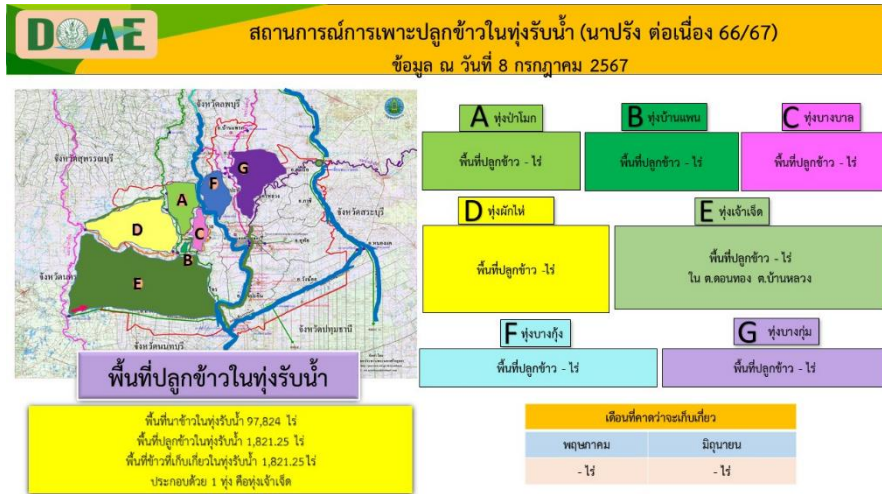 DOAE
สถานการณ์การเพาะปลูกข้าวในทุ่งรับน้ำ (นาปรัง ต่อเนื่อง 66/67)
ข้อมูล ณ วันที่ 8 กรกฎาคม 2567
จังหวัดลพบุรี
จังหวัดสุพรรณบุรี
จังหวัดสระบุรี
จังหวัดปทุมธานี
จังหวัดนนทบุรี
A
B
C
D
E
F
G
A ทุ่งป่าโมก
พื้นที่ปลูกข้าว - ไร่
B ทุ่งบ้านแพน
พื้นที่ปลูกข้าว - ไร่
C ทุ่งบางบาล
พื้นที่ปลูกข้าว - ไร่
D ทุ่งผักไห่
พื้นที่ปลูกข้าว -ไร่
E ทุ่งเจ้าเจ็ด
พื้นที่ปลูกข้าว - ไร่
ใน ต.ดอนทอง ต.บ้านหลวง
F ทุ่งบางกุ้ง
พื้นที่ปลูกข้าว - ไร่
G ทุ่งบางกุ่ม
พื้นที่ปลูกข้าว - ไร่
พื้นที่ปลูกข้าวในทุ่งรับน้ำ
พื้นที่นาข้าวในทุ่งรับน้ำ 97,824 ไร่
พื้นที่ปลูกข้าวในทุ่งรับน้ำ 1,821.25 ไร่
พื้นที่ข้าวที่เก็บเกี่ยวในทุ่งรับน้ำ 1,821.25 ไร่
ประกอบด้วย 1 ทุ่ง คือทุ่งเจ้าเจ็ด
เดือนที่คาดว่าจะเก็บเกี่ยว
พฤษภาคม มิถุนายน
- ไร่ - ไร่